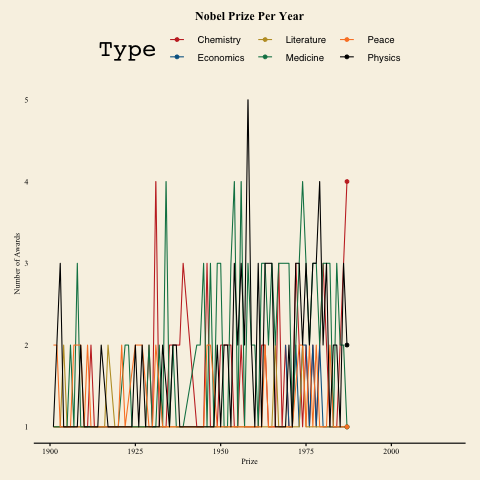 Nobel Prize Per Year
Type
Chemistry Literature Peace
Economics Medicine Physics
5
4
3
2
1
Number of Awards
1900 1925 1950 1975 2000
Prize